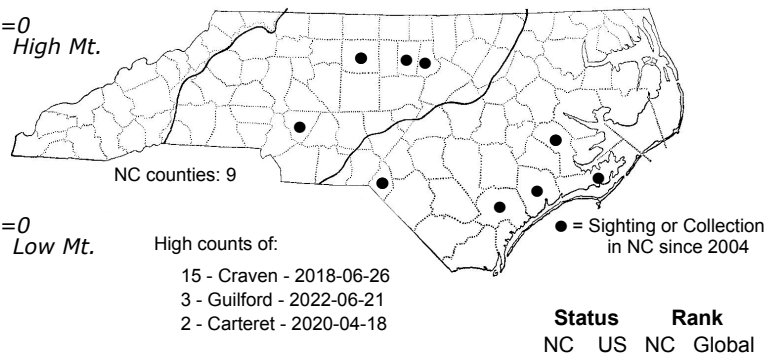 =0
High Mt.
NC counties: 9
=0
Low Mt.
High counts of:
15 - Craven - 2018-06-26
3 - Guilford - 2022-06-21
2 - Carteret - 2020-04-18
● = Sighting or Collection
in NC since 2004
Status Rank
NC US NC Global